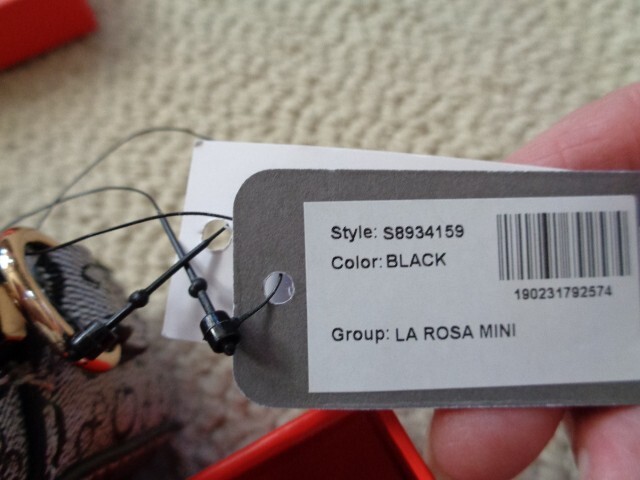 Style: S8934159
Color: BLACK
190231792574
Group: LA ROSA MINI